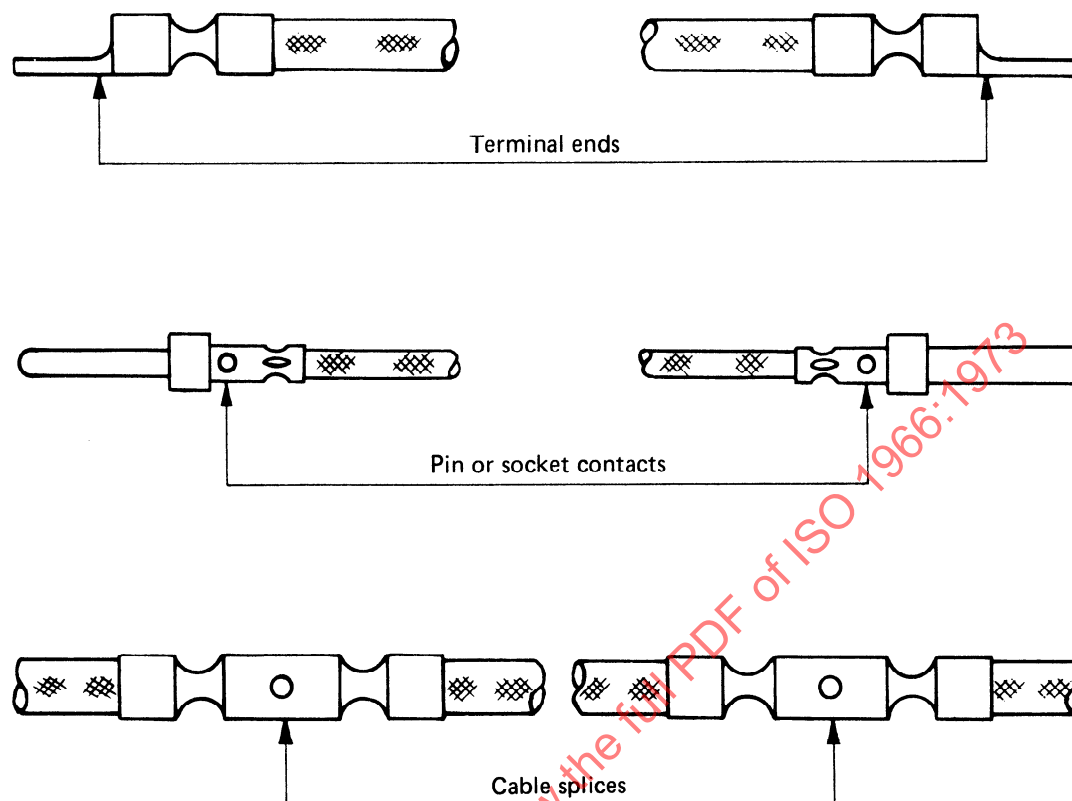 Terminal ends
Pin or socket contacts
Cable splices
the full PDF of ISO 1966:1973